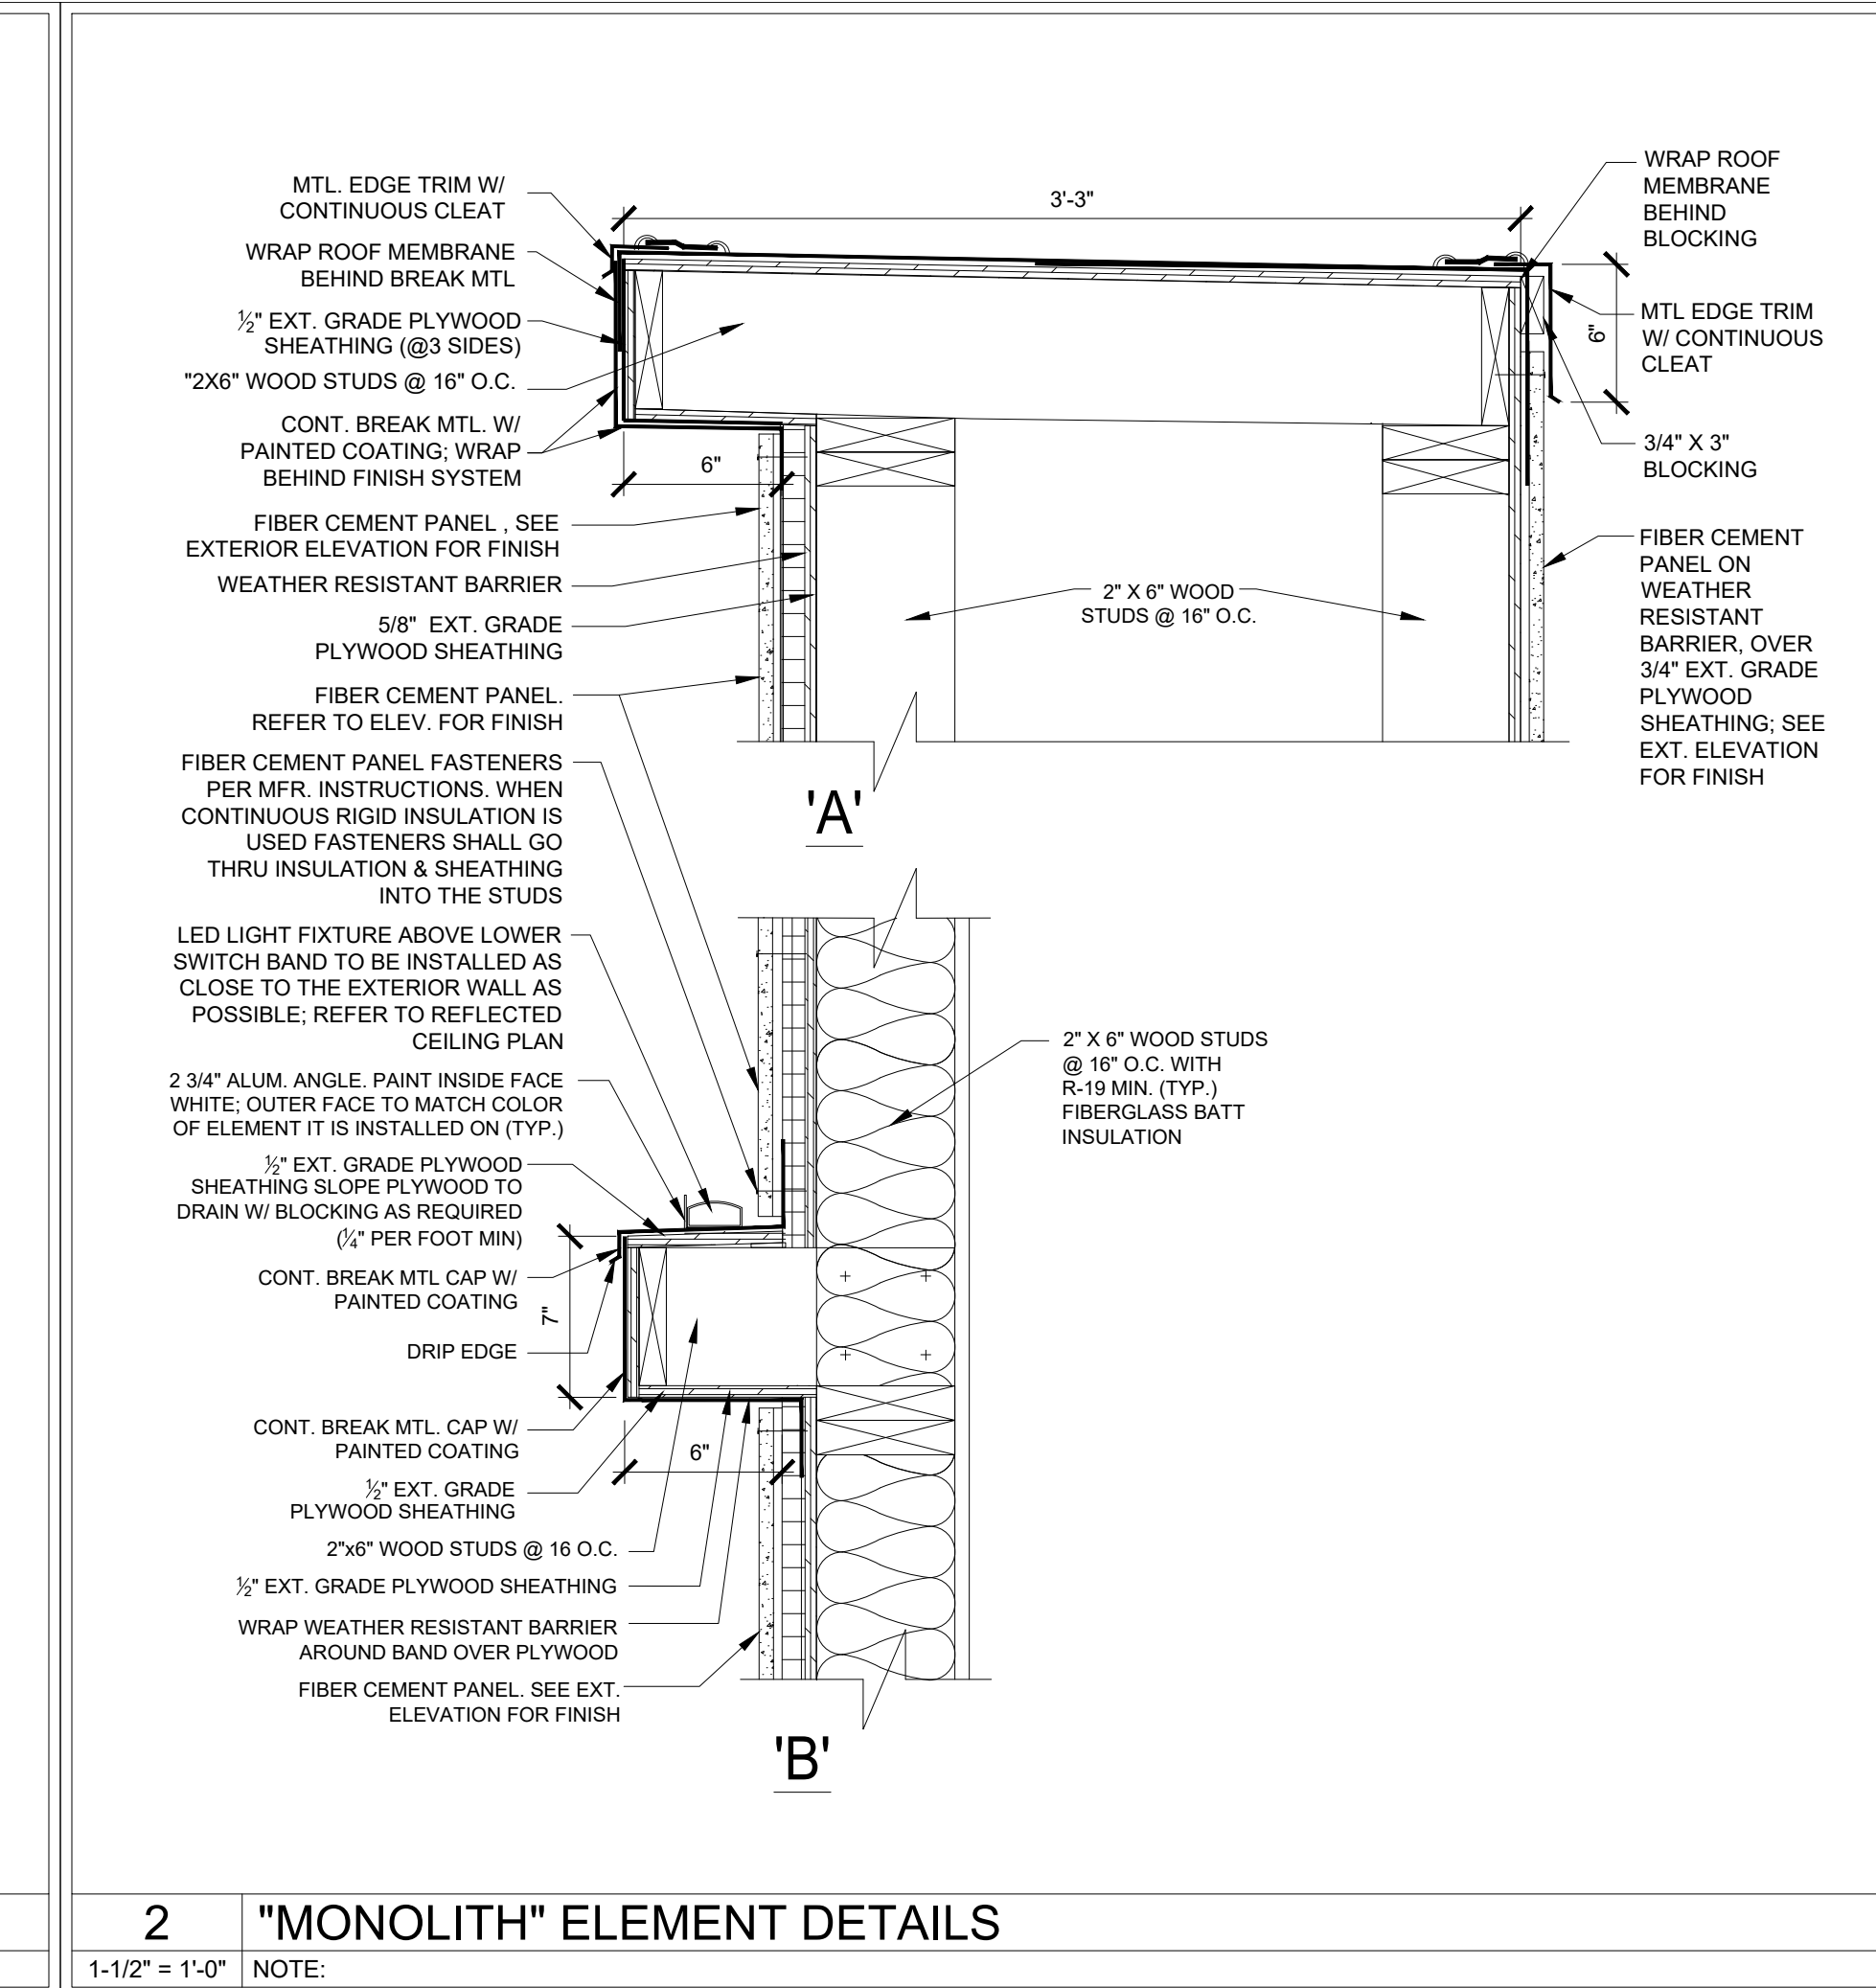 MTL. EDGE TRIM W/
CONTINUOUS CLEAT
WRAP ROOF MEMBRANE
BEHIND BREAK MTL
½" EXT. GRADE PLYWOOD
SHEATHING (@3 SIDES)
"2X6" WOOD STUDS @ 16" O.C.
CONT. BREAK MTL. W/
PAINTED COATING; WRAP
BEHIND FINISH SYSTEM
FIBER CEMENT PANEL , SEE
EXTERIOR ELEVATION FOR FINISH
WEATHER RESISTANT BARRIER
5/8" EXT. GRADE
PLYWOOD SHEATHING
FIBER CEMENT PANEL.
REFER TO ELEV. FOR FINISH
FIBER CEMENT PANEL FASTENERS
PER MFR. INSTRUCTIONS. WHEN
CONTINUOUS RIGID INSULATION IS
USED FASTENERS SHALL GO
THRU INSULATION & SHEATHING
INTO THE STUDS
LED LIGHT FIXTURE ABOVE LOWER
SWITCH BAND TO BE INSTALLED AS
CLOSE TO THE EXTERIOR WALL AS
POSSIBLE; REFER TO REFLECTED
CEILING PLAN
2 3/4" ALUM. ANGLE. PAINT INSIDE FACE
WHITE; OUTER FACE TO MATCH COLOR
OF ELEMENT IT IS INSTALLED ON (TYP.)
½" EXT. GRADE PLYWOOD
SHEATHING SLOPE PLYWOOD TO
DRAIN W/ BLOCKING AS REQUIRED
(¼" PER FOOT MIN)
CONT. BREAK MTL CAP W/
PAINTED COATING
DRIP EDGE
CONT. BREAK MTL. CAP W/
PAINTED COATING
½" EXT. GRADE
PLYWOOD SHEATHING
2"x6" WOOD STUDS @ 16 O.C.
½" EXT. GRADE PLYWOOD SHEATHING
WRAP WEATHER RESISTANT BARRIER
AROUND BAND OVER PLYWOOD
FIBER CEMENT PANEL. SEE EXT.
ELEVATION FOR FINISH
3'-3"
6"
2" X 6" WOOD
STUDS @ 16" O.C.
'A'
WRAP ROOF
MEMBRANE
BEHIND
BLOCKING
6"
MTL EDGE TRIM
W/ CONTINUOUS
CLEAT
3/4" X 3"
BLOCKING
FIBER CEMENT
PANEL ON
WEATHER
RESISTANT
BARRIER, OVER
3/4" EXT. GRADE
PLYWOOD
SHEATHING; SEE
EXT. ELEVATION
FOR FINISH
2" X 6" WOOD STUDS
@ 16" O.C. WITH
R-19 MIN. (TYP.)
FIBERGLASS BATT
INSULATION
7"
6"
'B'
2
"MONOLITH" ELEMENT DETAILS
1-1/2" = 1'-0"
NOTE: